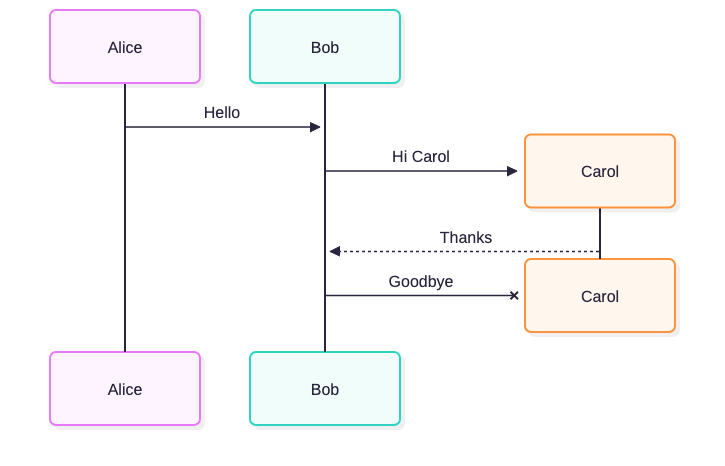 Alice
Bob
Hello
Hi Carol
Carol
Thanks
Goodbye
Carol
Alice
Bob